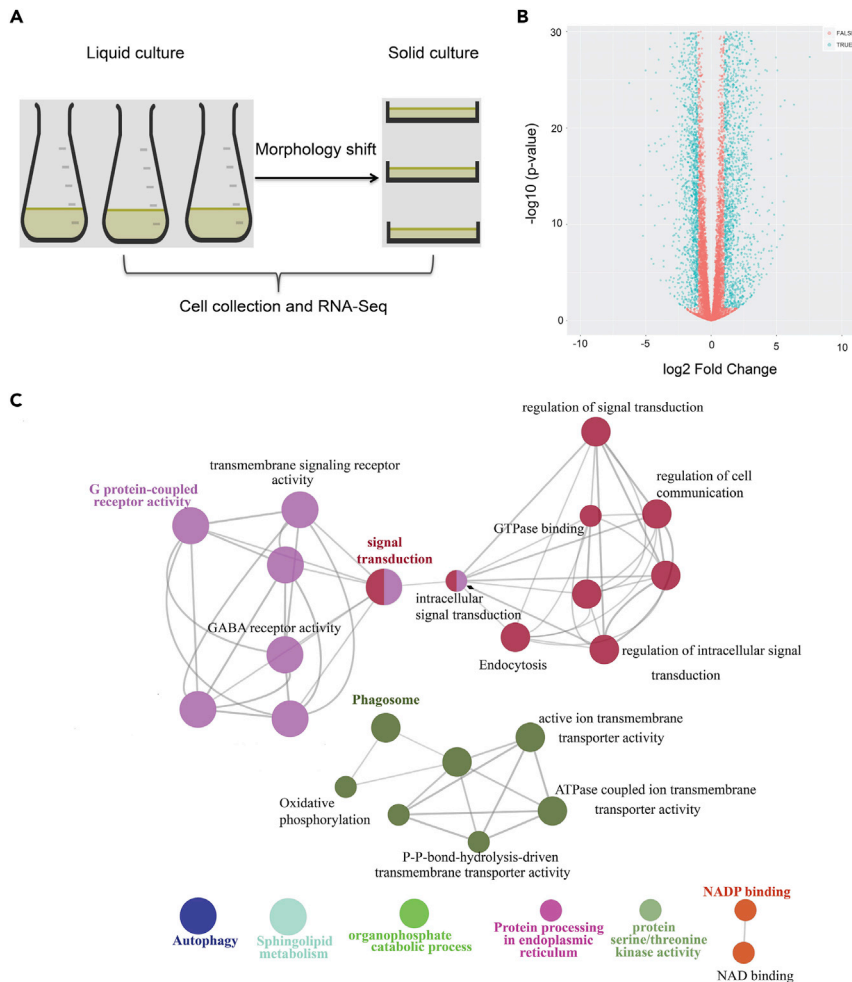 A
Liquid culture
Solid culture
Morphology shift
Cell collection and RNA-Seq
B
30
20
10
0
-log10 (p-value)
-10
-5
0
5
10
log2 Fold Change
FALS
TRUE
C
regulation of signal transduction
transmembrane signaling receptor
activity
G protein-coupled
receptor activity
regulation of cell
communication
GTPase binding
signal
transduction
intracellular
signal transduction
GABA receptor activity
Endocytosis
regulation of intracellular signal
transduction
Phagosome
active ion transmembrane
transporter activity
Oxidative
phosphorylation
ATPase coupled ion transmembrane
transporter activity
P-P-bond-hydrolysis-driven
transmembrane transporter activity
Autophagy
Sphingolipid
metabolism
organophosphate
catabolic process
Protein processing
in endoplasmic
reticulum
protein
serine/threonine
kinase activity
NADP binding
NAD binding